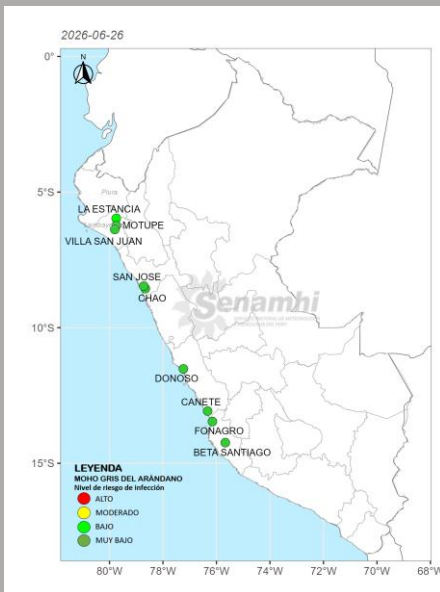 2026-06-26
0°
N
Piura
LA ESTANCIA
MOTUPE
5°S
VILLA SAN JUAN
SAN JOSE
CHAO
Senamhi
10°S
DONOSO
CANETE
FONAGRO
BETA SANTIAGO
15°S
LEYENDA
MOHO GRIS DEL ARÁNDANO
Nivel de riesgo de infección
ALTO
MODERADO
BAJO
MUY BAJO
80°W 78°W 76°W 74°W 72°W 70°W 68°W